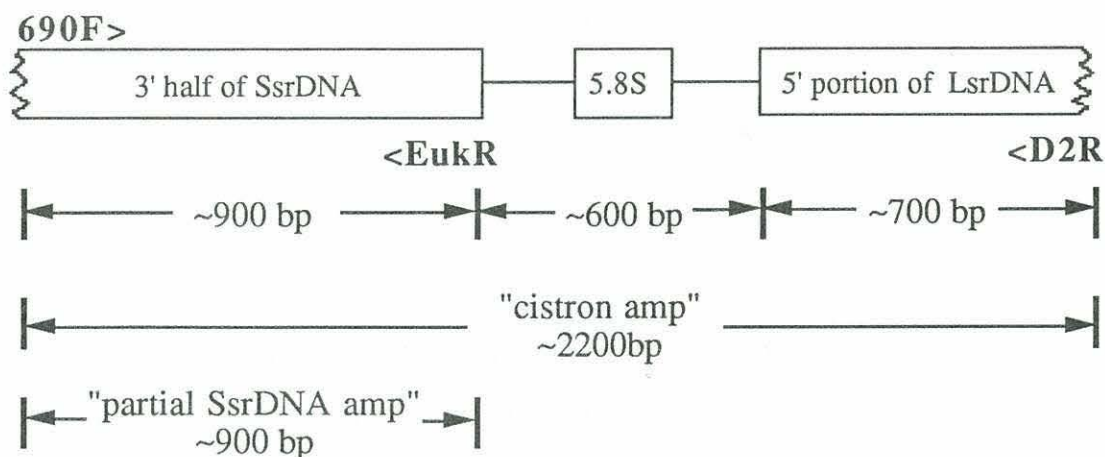 690F>
3' half of SsrDNA
5.8S
5' portion of LsrDNA
<EukR
<D2R
~900 bp
~600 bp
~700 bp
"cistron amp"
~2200bp
"partial SsrDNA amp"
~900 bp